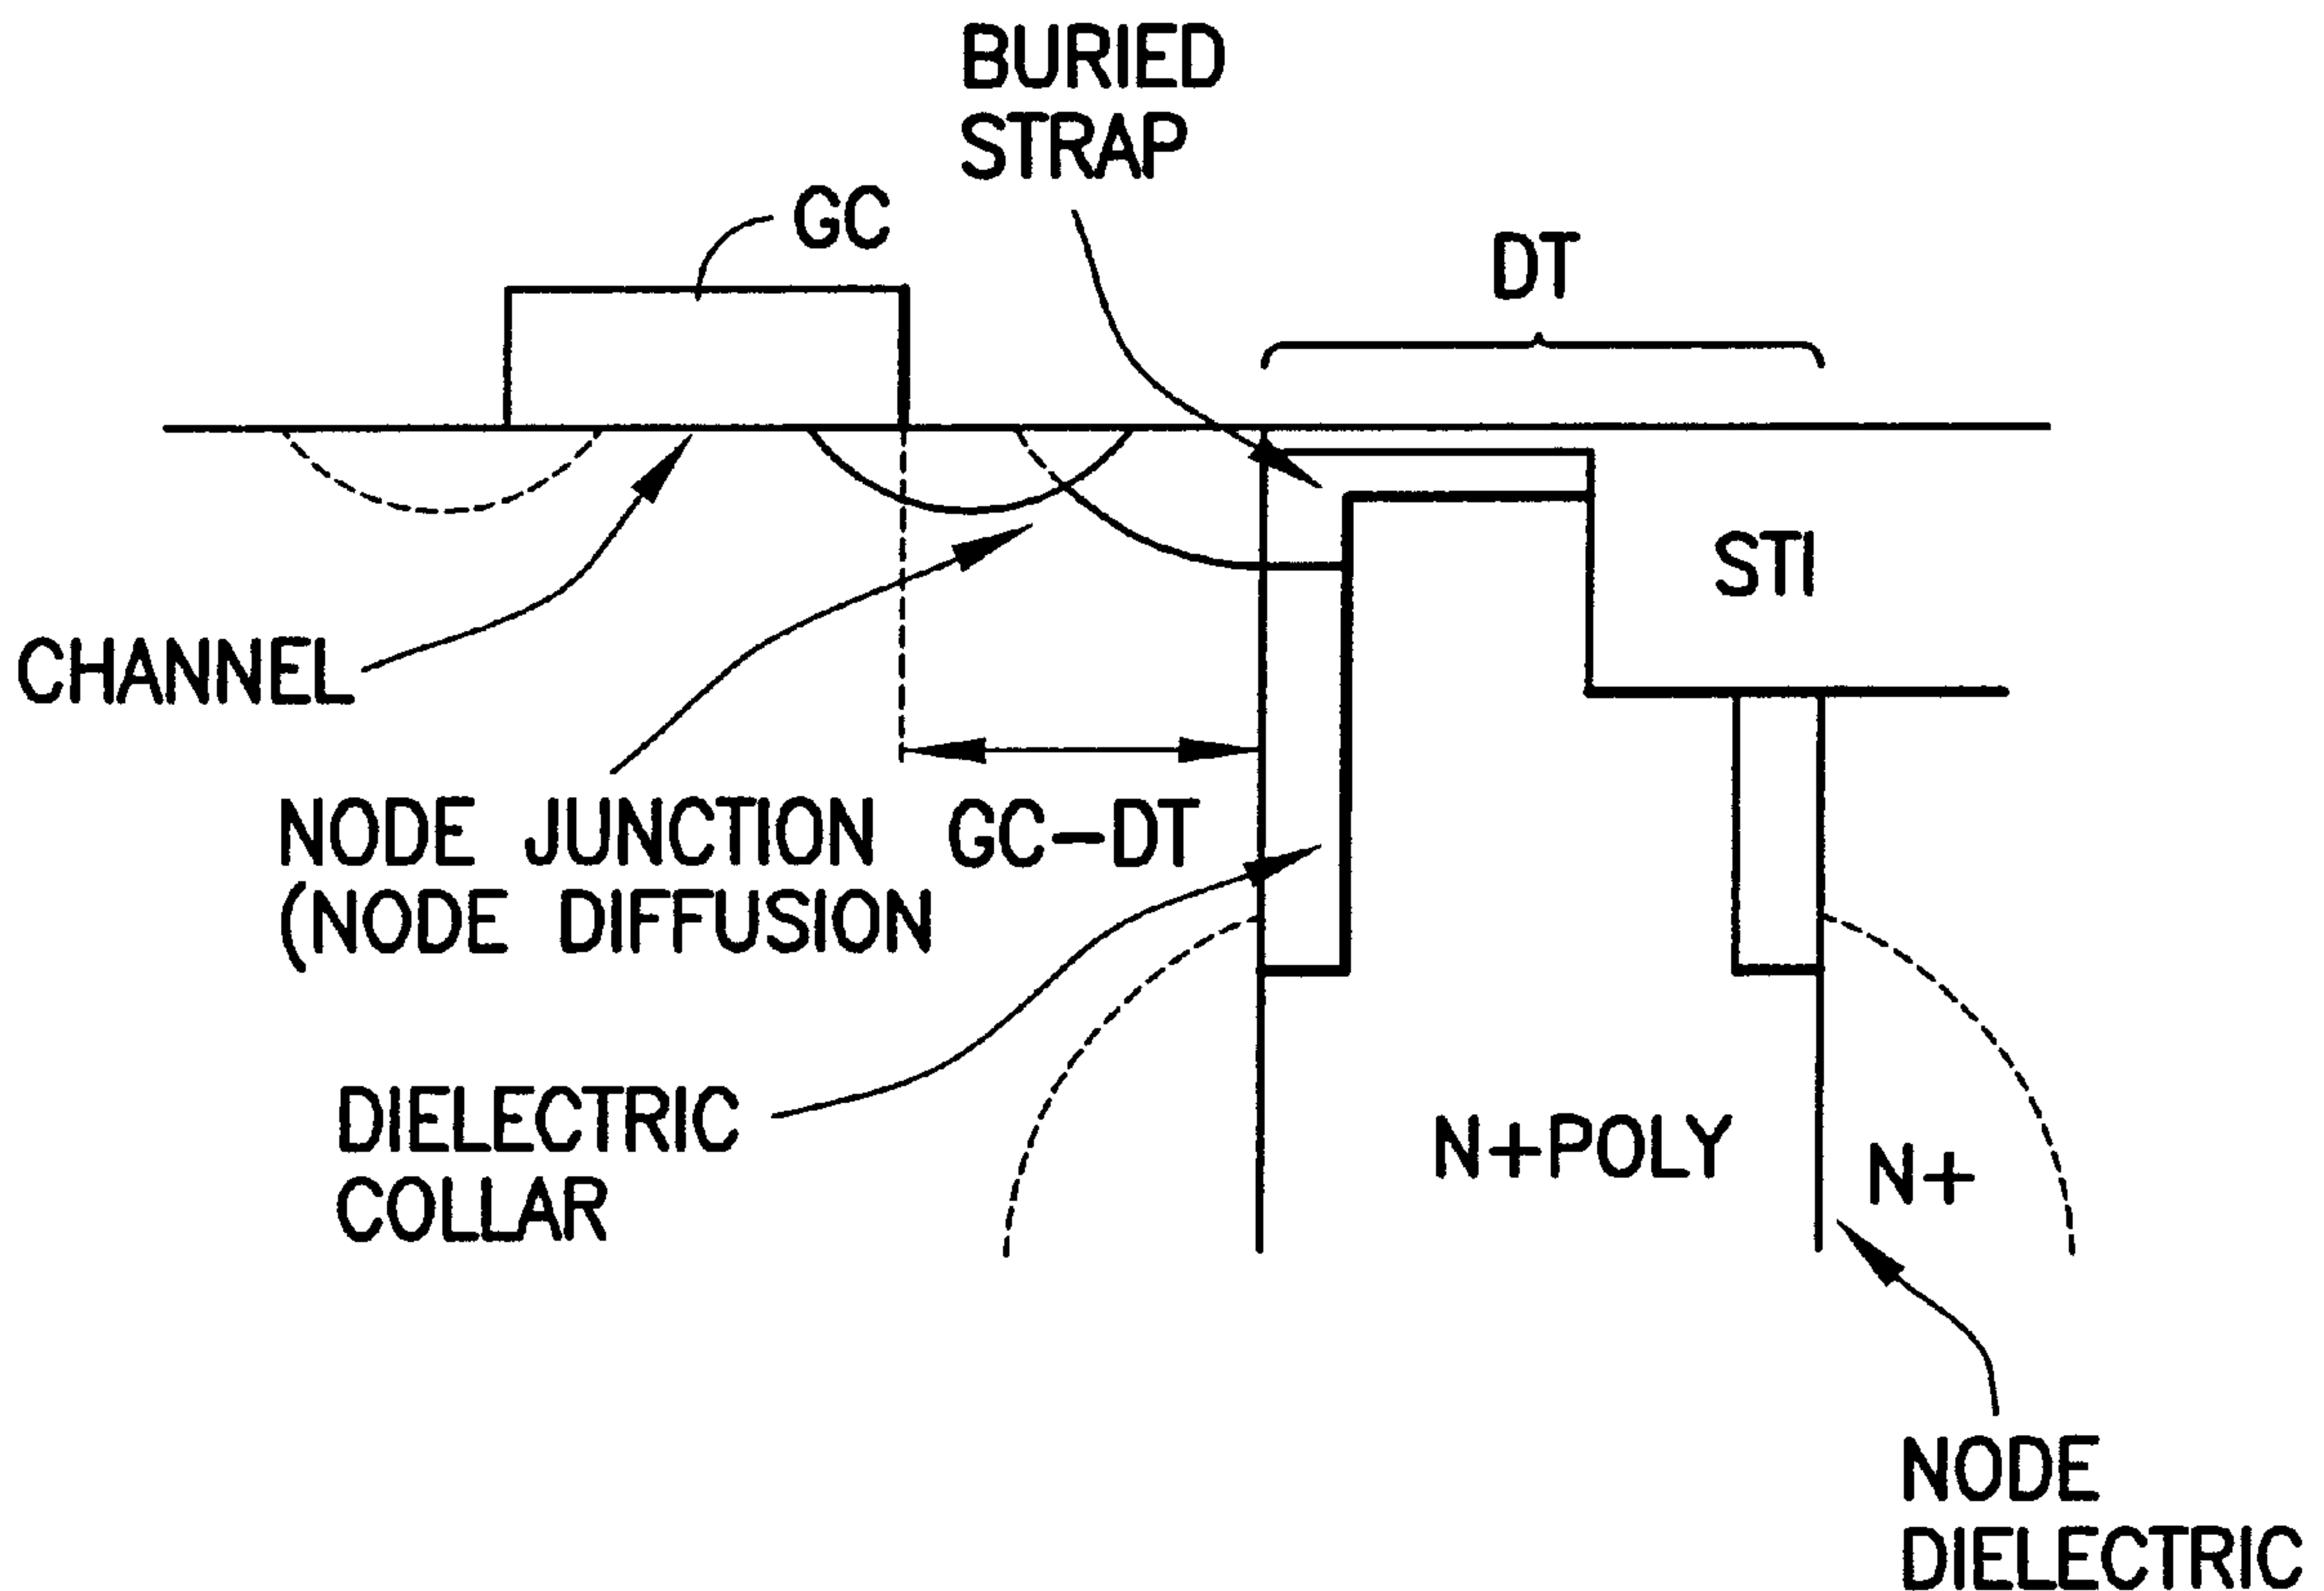 BURIED
STRAP
GC
DT
STI
CHANNEL
NODE JUNCTION
(NODE DIFFUSION
GC-DT
DIELECTRIC
COLLAR
N+POLY
N+
NODE
DIELECTRIC